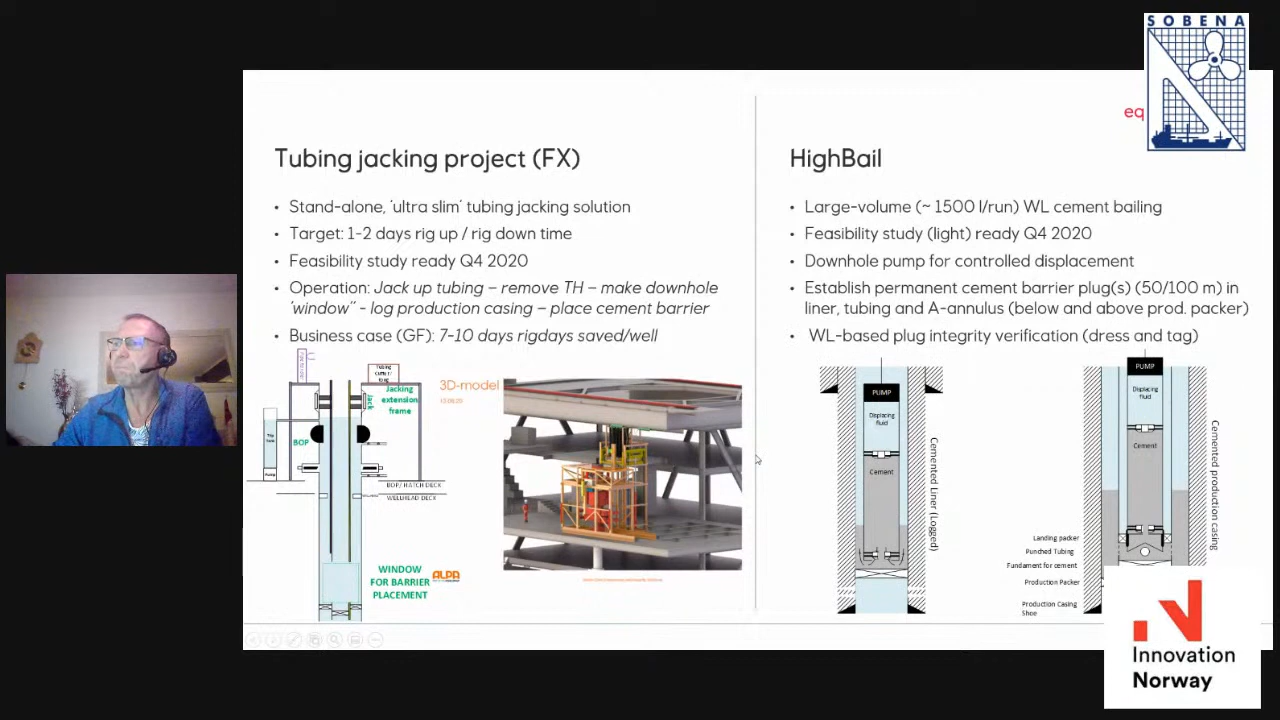 SOBENA
eq
Tubing jacking project (FX)
• Stand-alone, 'ultra slim' tubing jacking solution
• Target: 1-2 days rig up / rig down time
• Feasibility study ready Q4 2020
• Operation: Jack up tubing – remove TH – make downhole
'window" - log production casing – place cement barrier
• Business case (GF): 7-10 days rigdays saved/well
HighBail
• Large-volume (~ 1500 l/run) WL cement bailing
• Feasibility study (light) ready Q4 2020
• Downhole pump for controlled displacement
• Establish permanent cement barrier plug(s) (50/100 m) in
liner, tubing and A-annulus (below and above prod. packer)
• WL-based plug integrity verification (dress and tag)
Tubing
Jacking
extension
frame
Jack
BOP
BOP/ HATCH DECK
WELLHEAD DECK
WINDOW
FOR BARRIER
PLACEMENT
ALPA
3D-model
PUMP
Displacing
fluid
Cement
Cemented Liner (Logged)
PUMP
Displacing
fluid
Cement
Cemented production casing
Landing packer
Punched Tubing
Fundament for cement
Production Packer
Production Casing
Shoe
Innovation
Norway